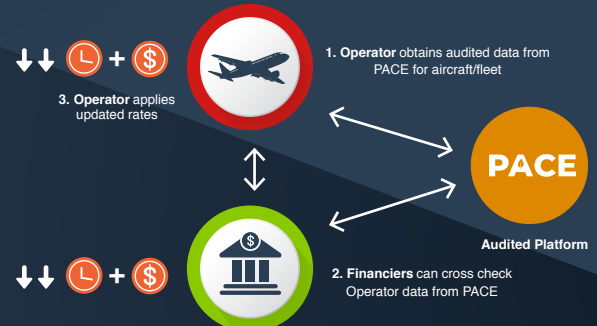 1. Operator obtains audited data from
PACE for aircraft/fleet
$
3. Operator applies
updated rates
PACE
Audited Platform
$
2. Financiers can cross check
Operator data from PACE
$